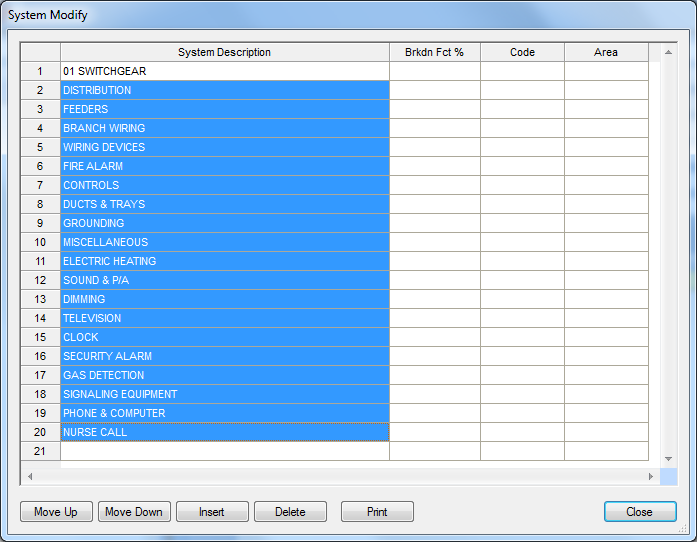 System Modify
System Description Brkdn Fct % Code Area
1 01 SWITCHGEAR
2 DISTRIBUTION
3 FEEDERS
4 BRANCH WIRING
5 WIRING DEVICES
6 FIRE ALARM
7 CONTROLS
8 DUCTS & TRAYS
9 GROUNDING
10 MISCELLANEOUS
11 ELECTRIC HEATING
12 SOUND & P/A
13 DIMMING
14 TELEVISION
15 CLOCK
16 SECURITY ALARM
17 GAS DETECTION
18 SIGNALING EQUIPMENT
19 PHONE & COMPUTER
20 NURSE CALL
21
Move Up Move Down Insert Delete Print Close